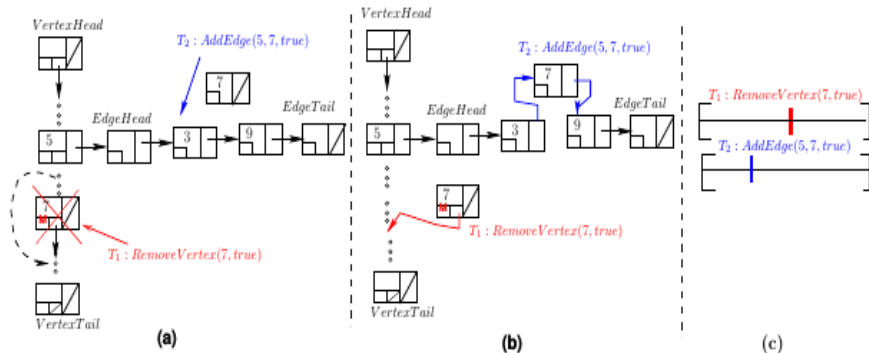 VertexHead
T₂ : AddEdge(5, 7, true)
7
EdgeHead
EdgeTail
5
3
9
7
M
T₁ : RemoveVertex(7, true)
VertexTail
(a)
VertexHead
T₂ : AddEdge(5, 7, true)
7
EdgeHead
EdgeTail
5
3
9
7
M
T₁ : RemoveVertex(7, true)
VertexTail
(b)
T₁ : RemoveVertex(7, true)
T₂ : AddEdge(5, 7, true)
(c)